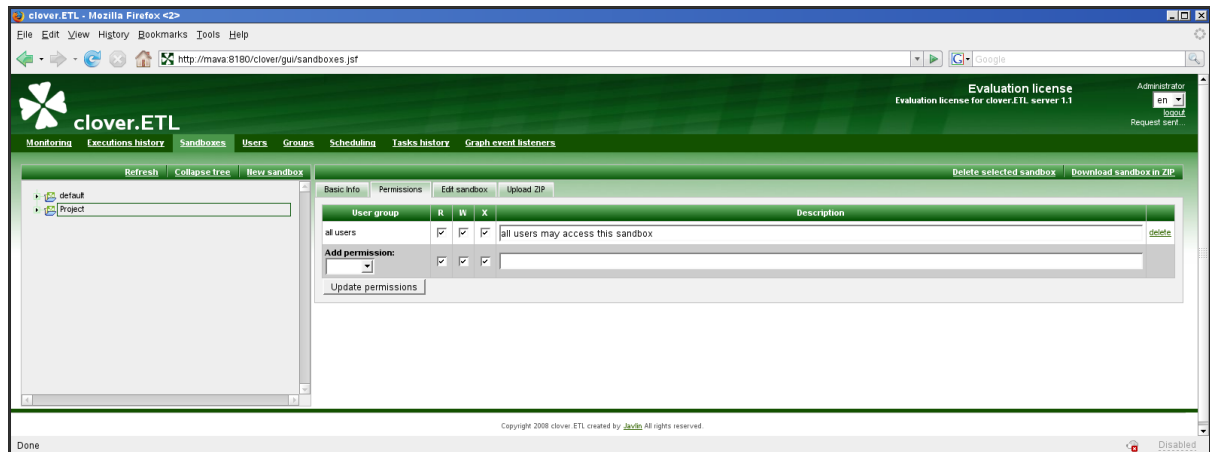 clover.ETL - Mozilla Firefox <2>
File Edit View History Bookmarks Tools Help
http://mava:8180/clover/gui/sandboxes.jsf
G Google
clover.ETL
Evaluation license
Evaluation license for clover.ETL server 1.1
Administrator
en
logout
Request sent...
Monitoring Executions history Sandboxes Users Groups Scheduling Tasks history Graph event listeners
Refresh Collapse tree New sandbox
Delete selected sandbox Download sandbox in ZIP
default
Project
Basic Info Permissions Edit sandbox Upload ZIP
User group R W X Description
all users all users may access this sandbox delete
Add permission:
Update permissions
Copyright 2008 clover.ETL created by Javlin All rights reserved.
Done Disabled